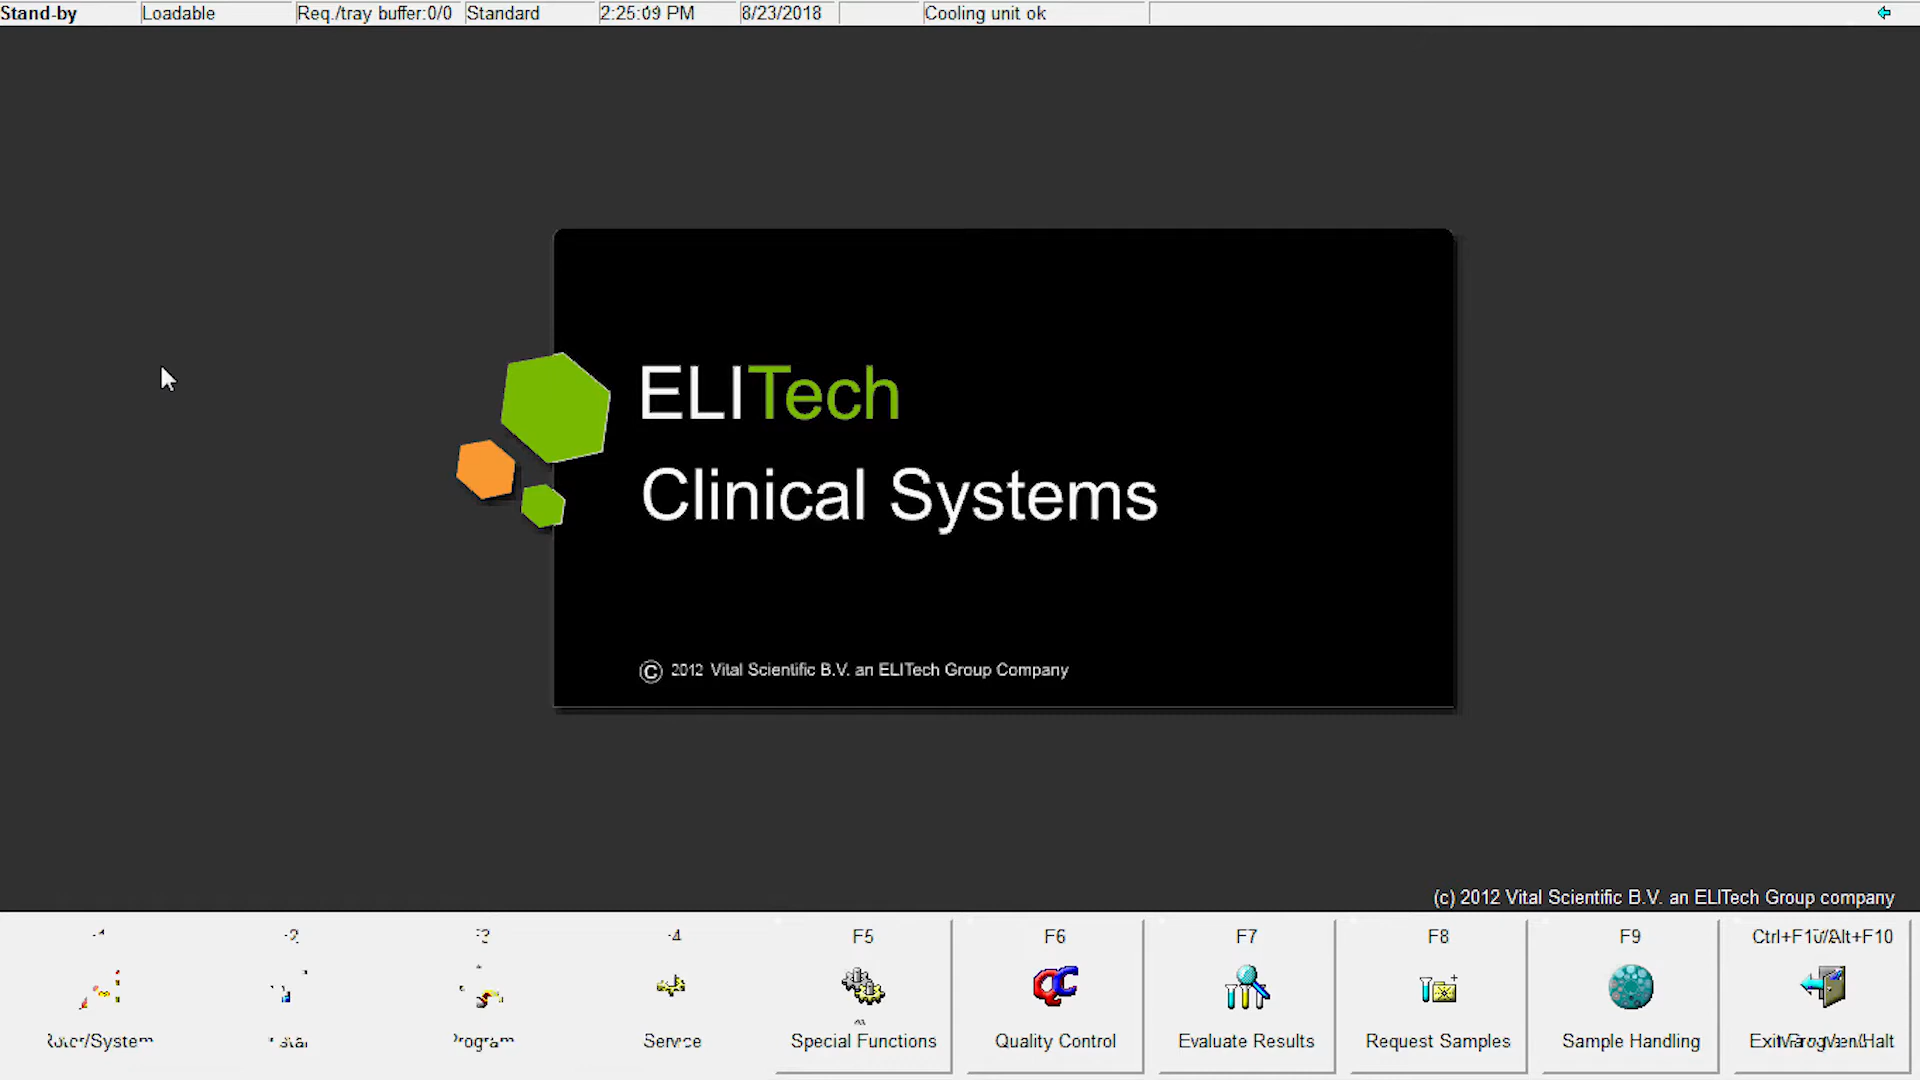 Stand-by Loadable Req./tray buffer:0/0 Standard 2:25:09 PM 8/23/2018 Cooling unit ok
ELITech
Clinical Systems
© 2012 Vital Scientific B.V. an ELITech Group Company
(c) 2012 Vital Scientific B.V. an ELITech Group company
F5 F6 F7 F8 F9
Service Special Functions Quality Control Evaluate Results Request Samples Sample Handling